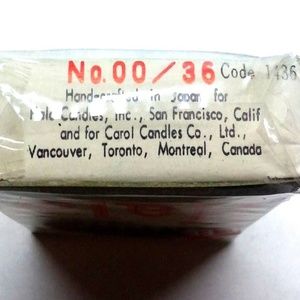 No. 00 / 36 Code 1436
Handcrafted in Japan for
Candles, Inc., San Francisco, Calif
and for Carol Candles Co., Ltd.,
Vancouver, Toronto, Montreal, Canada